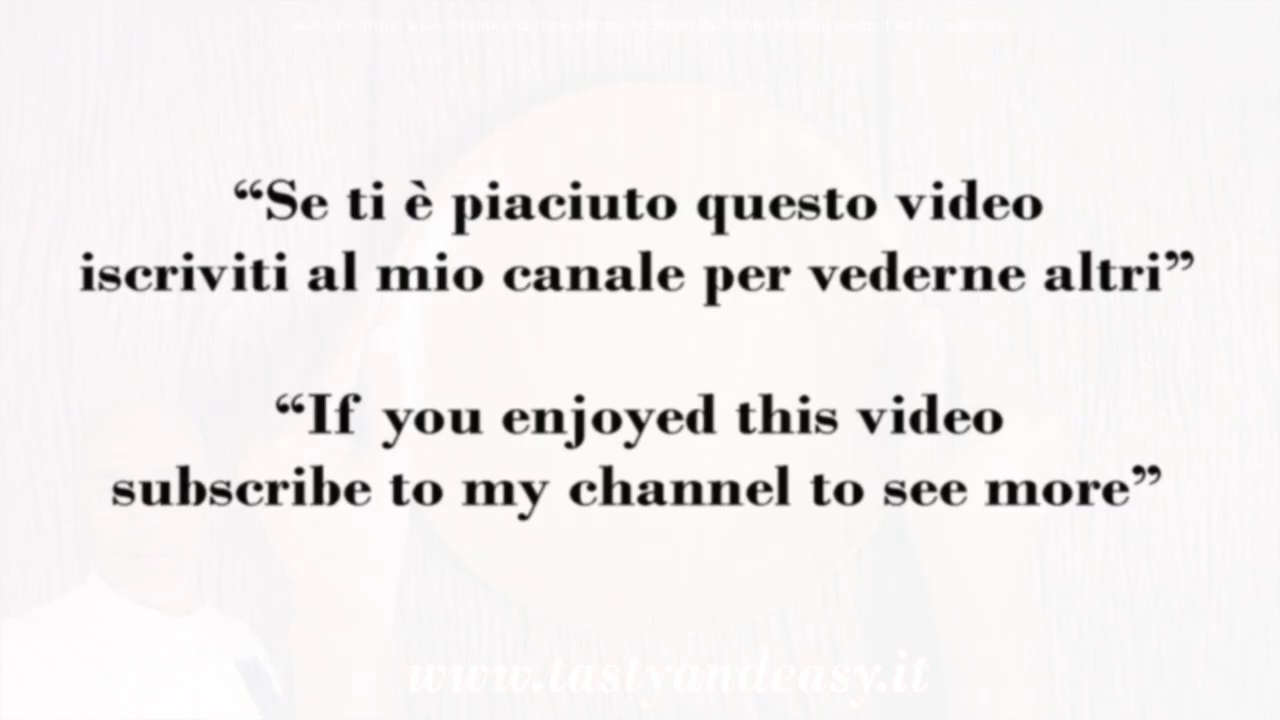 “Se ti è piaciuto questo video
iscriviti al mio canale per vederne altri”
“If you enjoyed this video
subscribe to my channel to see more”
www.tastyandeasy.it